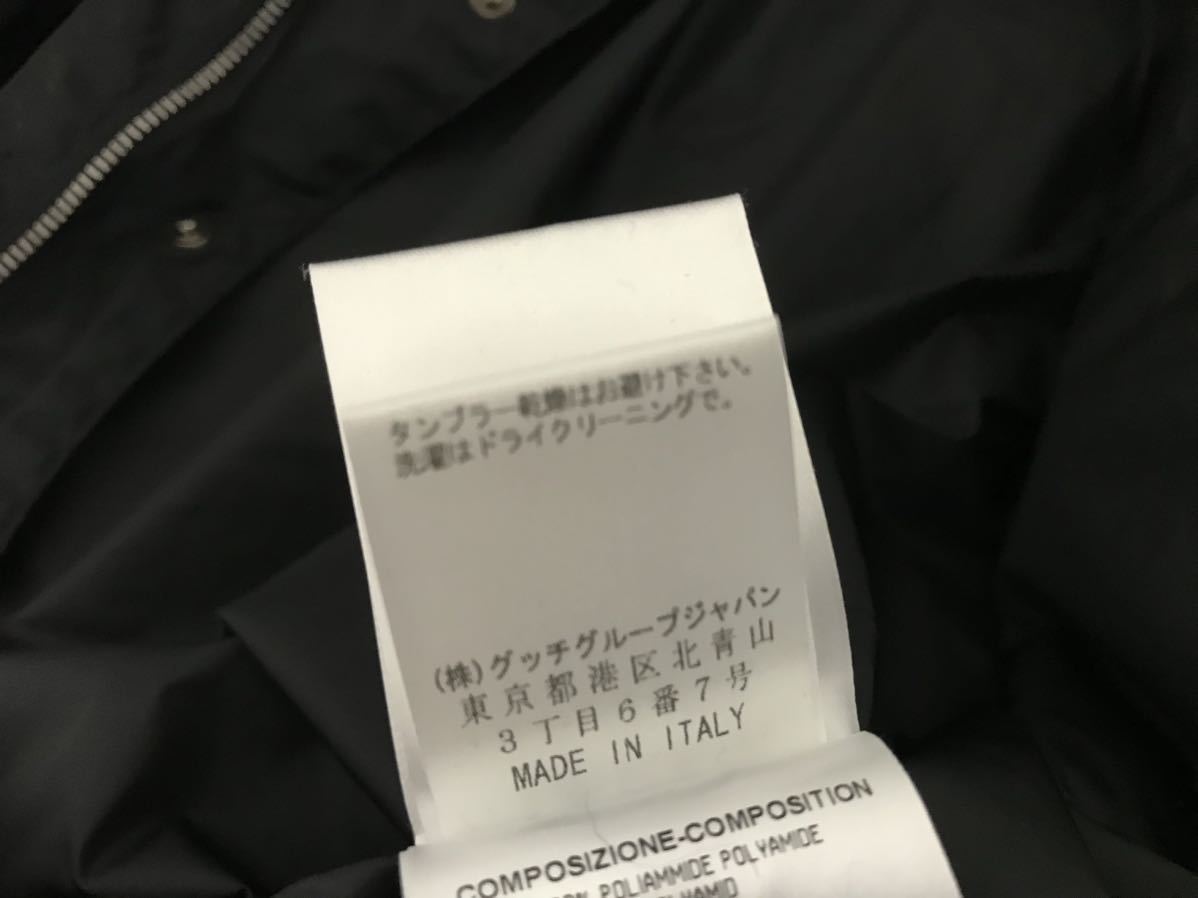 タンブラー乾燥はお避け下さい。
洗濯はドライクリーニングで。
(株)グッチグループジャパン
東京都港区北青山
3丁目6番7号
MADE IN ITALY
COMPOSIZIONE-COMPOSITION
POLIAMMIDE POLYAMIDE